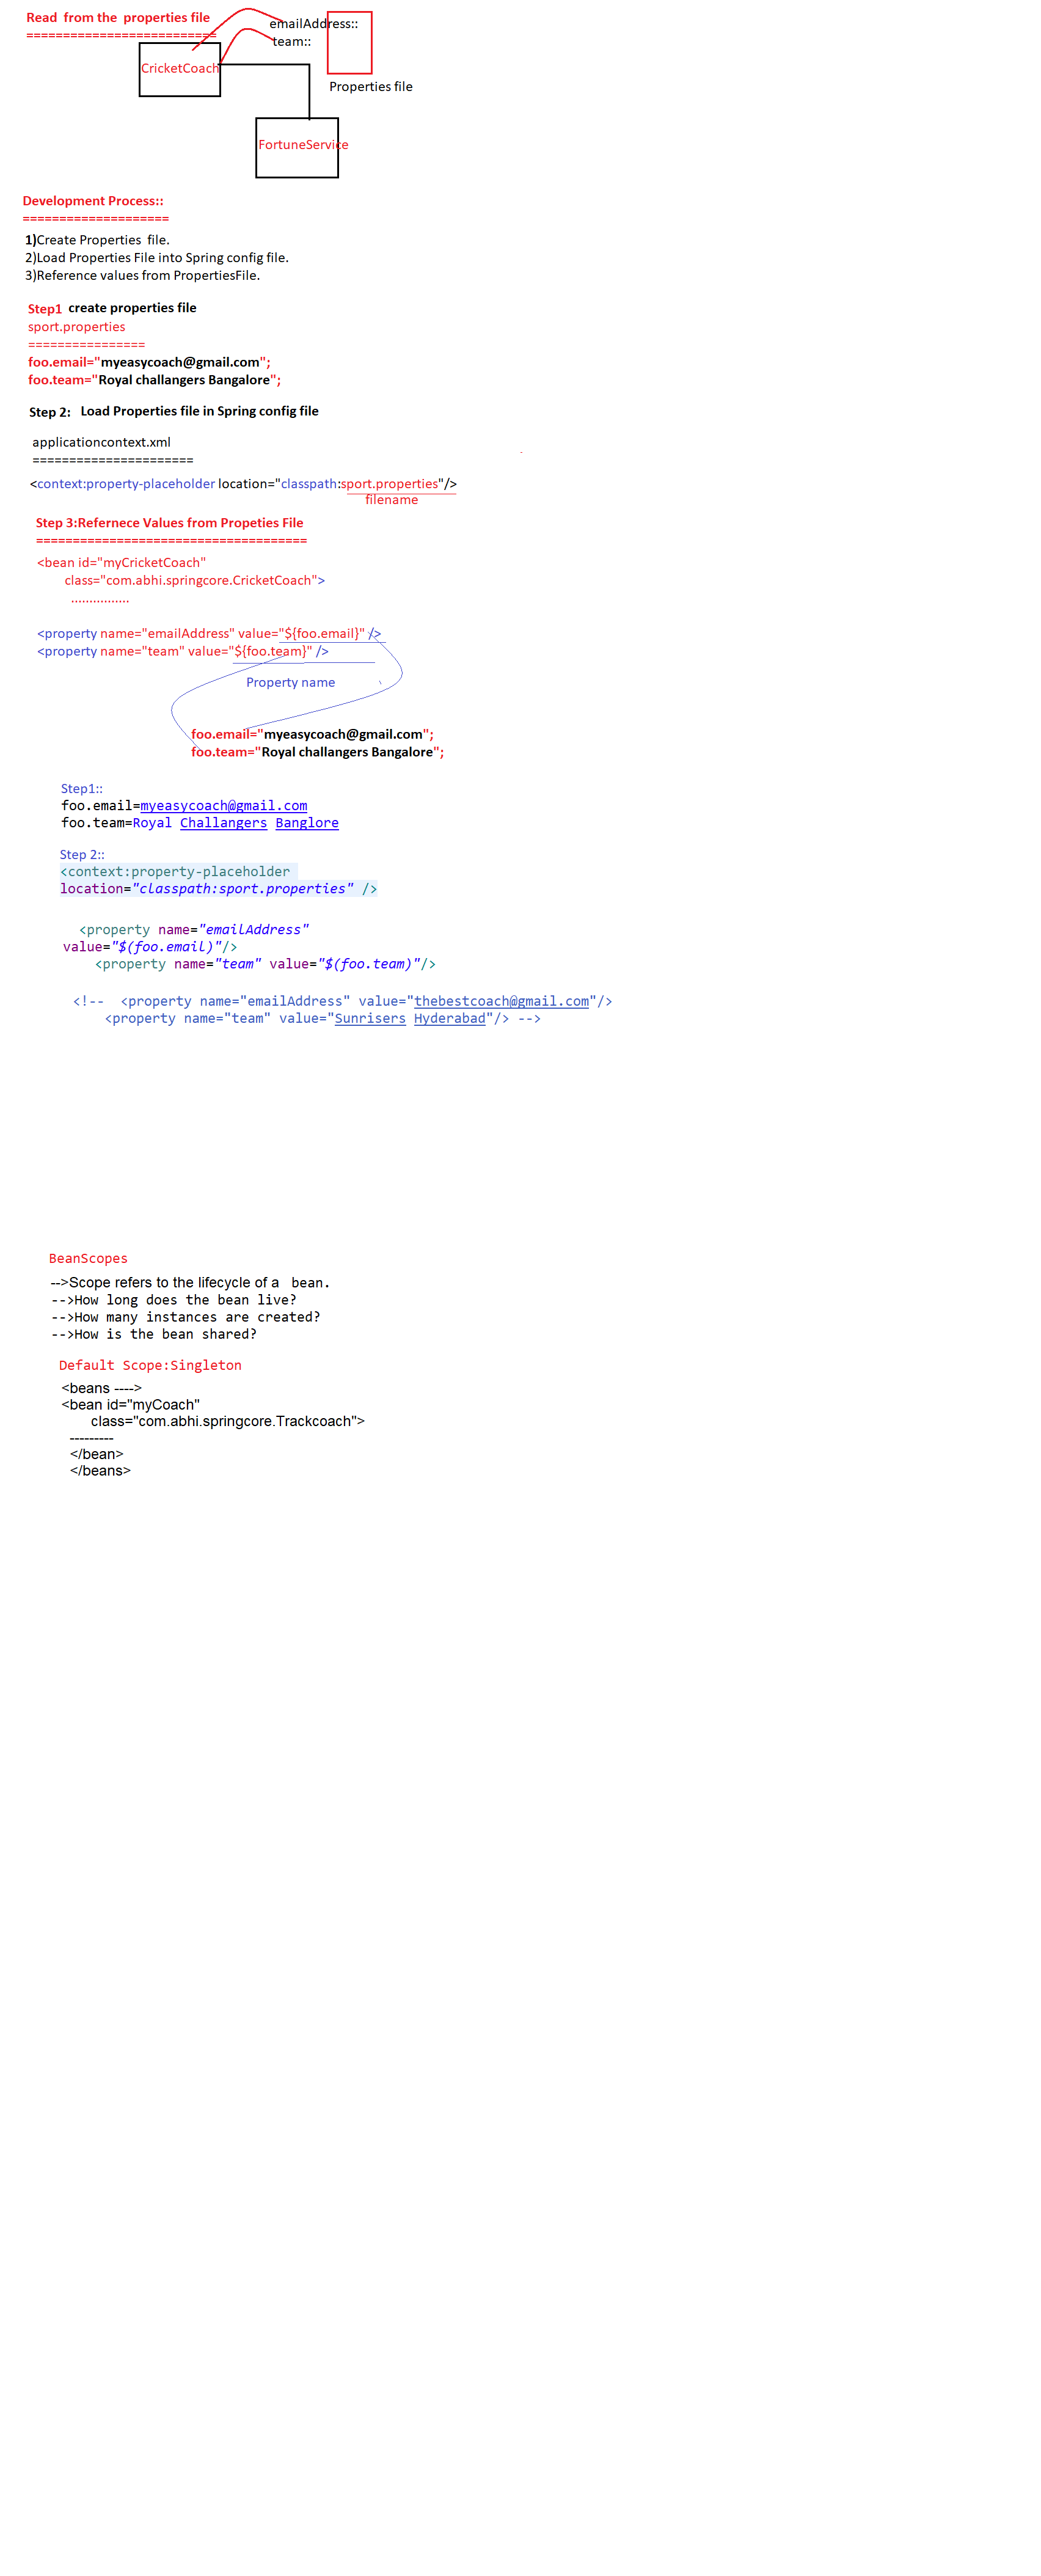 Read  from the  properties file
==========================
emailAddress::
team::
CricketCoach
Properties file
FortuneService
Development Process::
====================
1)Create Properties  file.
2)Load Properties File into Spring config file.
3)Reference values from PropertiesFile.
Step1  create properties file
sport.properties
================
foo.email="myeasycoach@gmail.com";
foo.team="Royal challangers Bangalore";
Step 2:   Load Properties file in Spring config file
applicationcontext.xml
======================
<context:property-placeholder location="classpath:sport.properties"/>
filename
Step 3:Refernece Values from Propeties File
=====================================
<bean id="myCricketCoach"
class="com.abhi.springcore.CricketCoach">
................
<property name="emailAddress" value="${foo.email}" />
<property name="team" value="${foo.team}" />
Property name
foo.email="myeasycoach@gmail.com";
foo.team="Royal challangers Bangalore";
Step1::
foo.email=myeasycoach@gmail.com
foo.team=Royal Challangers Banglore
Step 2::
<context:property-placeholder
location="classpath:sport.properties" />
<property name="emailAddress"
value="$(foo.email)"/>
<property name="team" value="$(foo.team)"/>
<!--  <property name="emailAddress" value="thebestcoach@gmail.com"/>
<property name="team" value="Sunrisers Hyderabad"/> -->
BeanScopes
-->Scope refers to the lifecycle of a  bean.
-->How long does the bean live?
-->How many instances are created?
-->How is the bean shared?
Default Scope:Singleton
<beans ---->
<bean id="myCoach"
class="com.abhi.springcore.Trackcoach">
---------
</bean>
</beans>